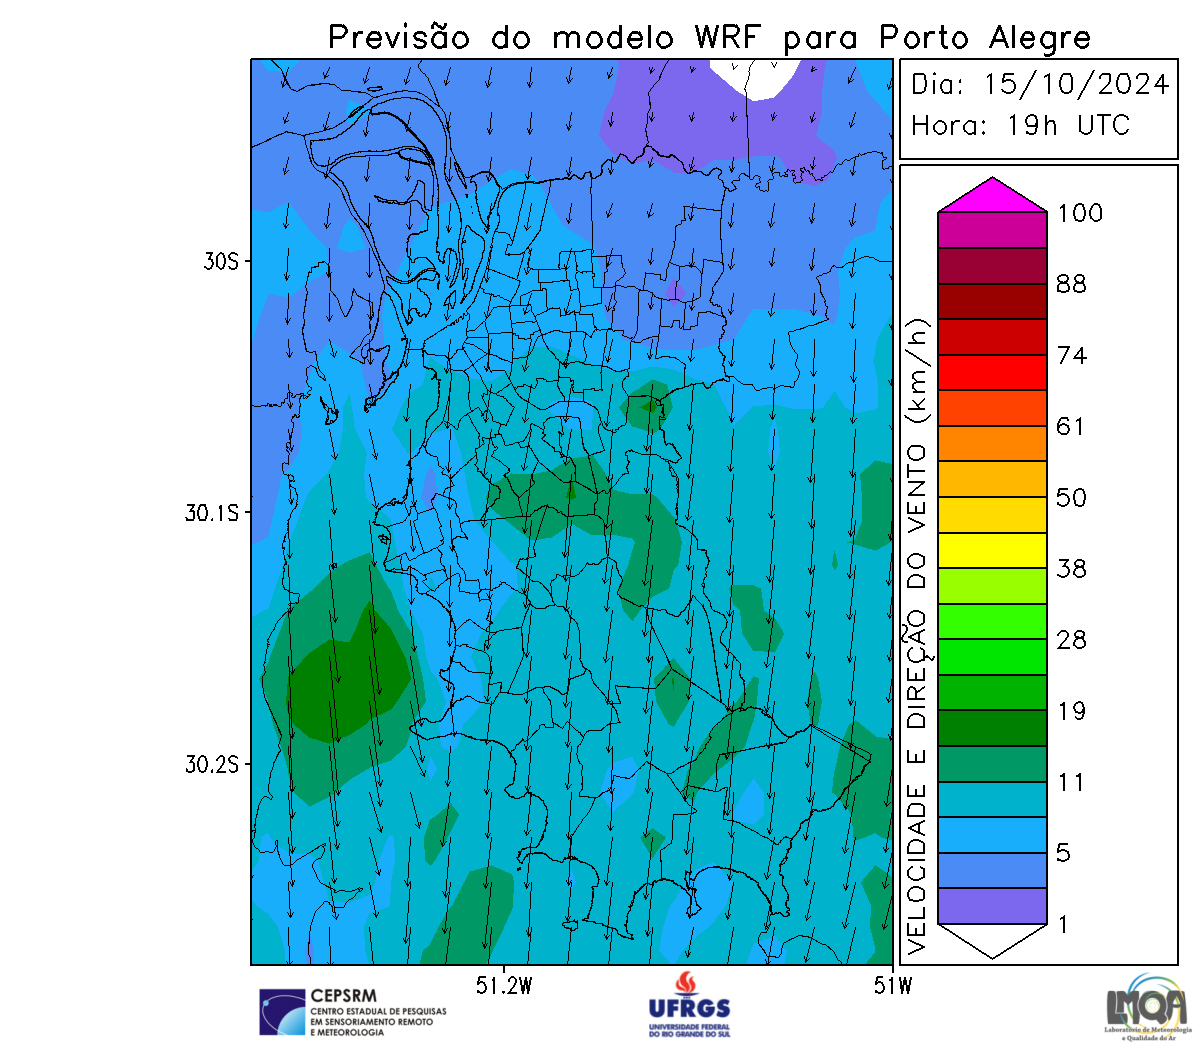 Previsão do modelo WRF para Porto Alegre
Dia: 15/10/2024
Hora: 19h UTC
30S
30.1S
30.2S
51.2W
51W
VELOCIDADE E DIREÇÃO DO VENTO (km/h)
100
88
74
61
50
38
28
19
11
5
1
CEPSRM
CENTRO ESTADUAL DE PESQUISAS
EM SENSORIAMENTO REMOTO
E METEOROLOGIA
UFRGS
UNIVERSIDADE FEDERAL
DO RIO GRANDE DO SUL
LMQA
Laboratório de Meteorologia
e Qualidade do Ar